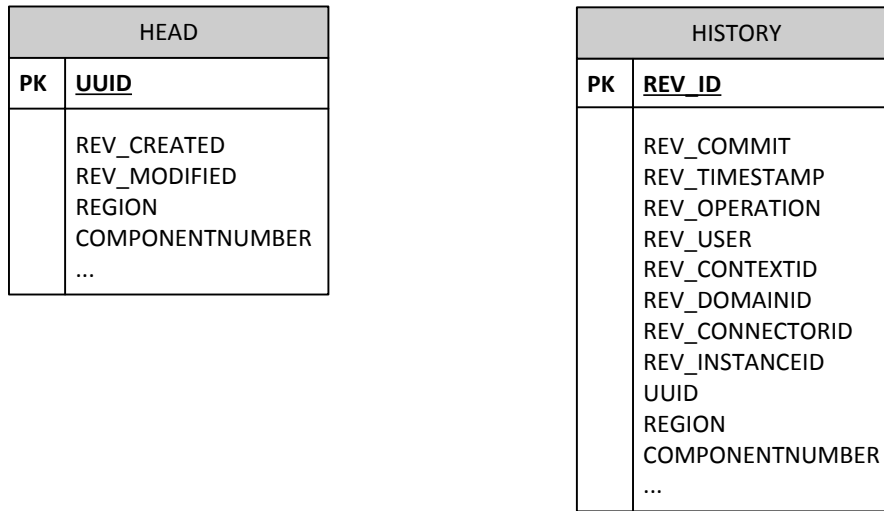 HEAD
PK UUID
REV_CREATED
REV_MODIFIED
REGION
COMPONENTNUMBER
...
HISTORY
PK REV_ID
REV_COMMIT
REV_TIMESTAMP
REV_OPERATION
REV_USER
REV_CONTEXTID
REV_DOMAINID
REV_CONNECTORID
REV_INSTANCEID
UUID
REGION
COMPONENTNUMBER
...